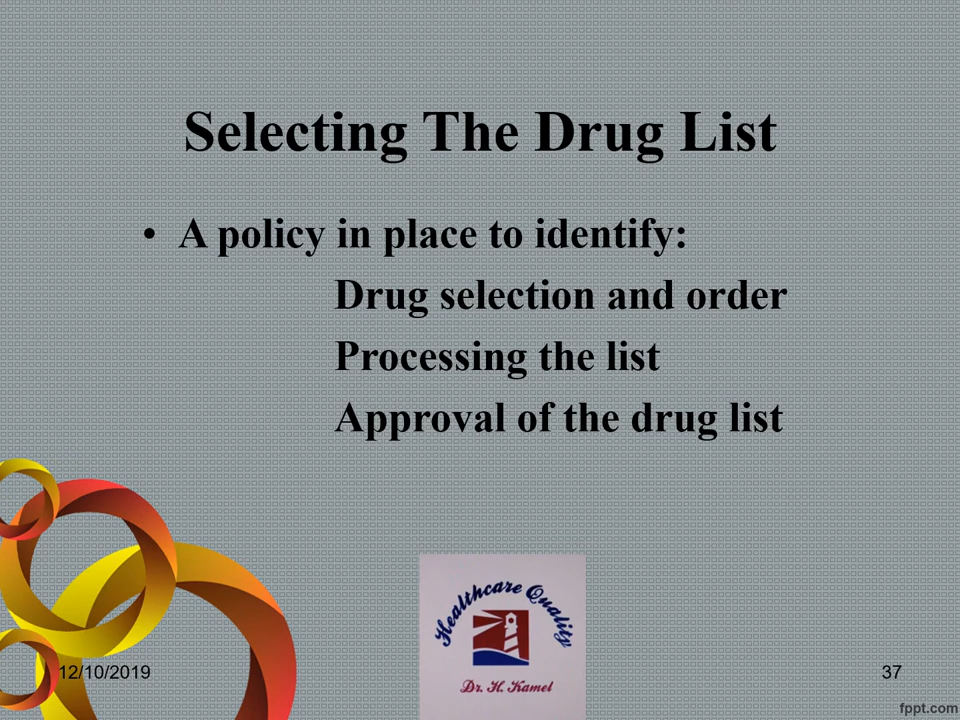 Selecting The Drug List
• A policy in place to identify:
Drug selection and order
Processing the list
Approval of the drug list
Healthcare Quality
Dr. H. Kamel
12/10/2019
37
fppt.com